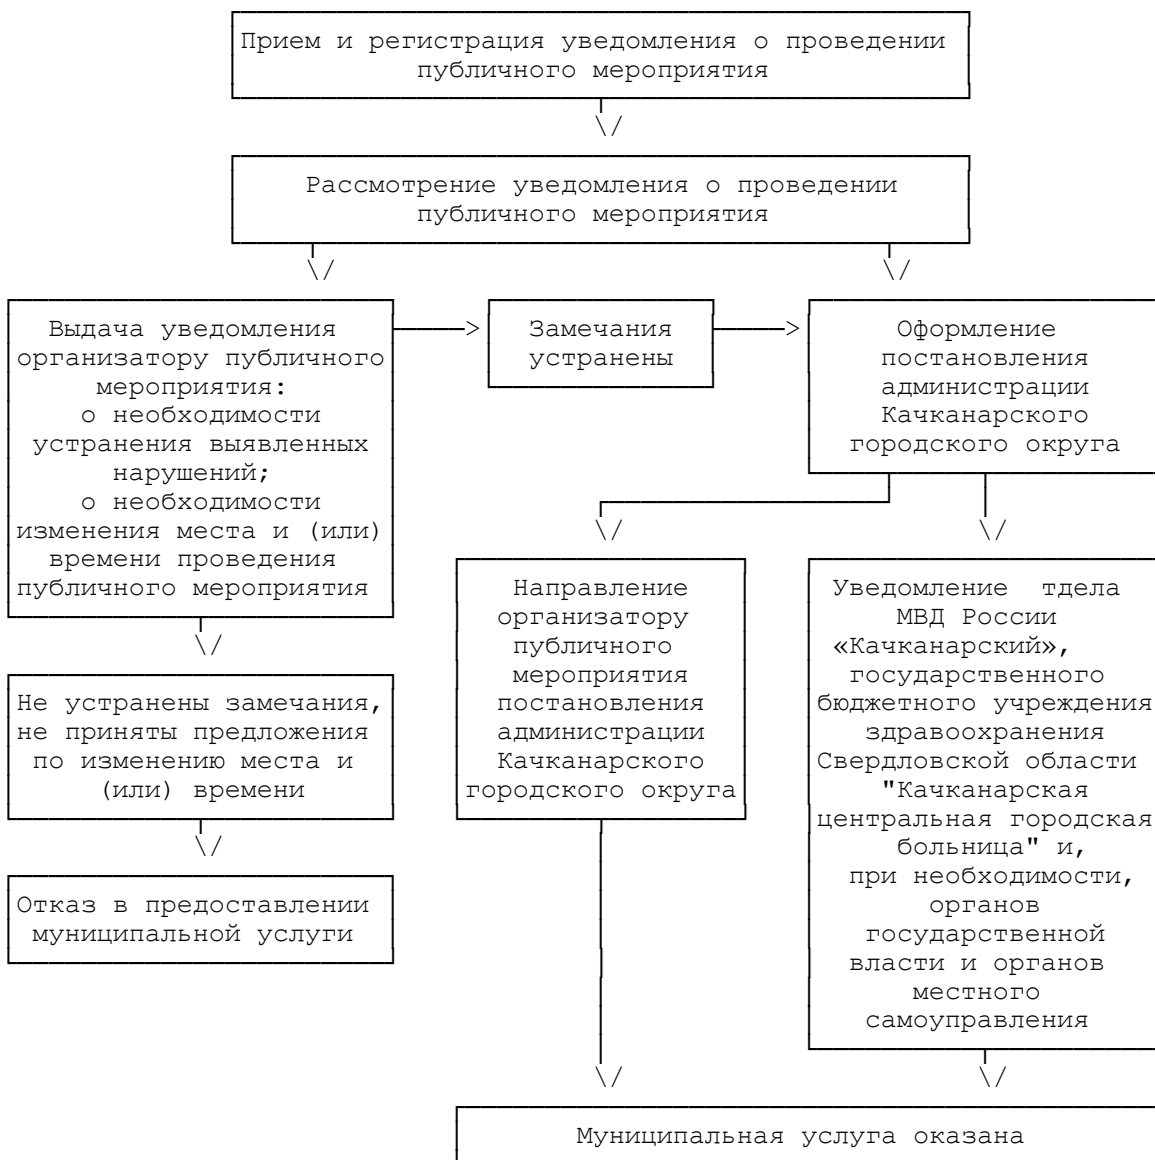 Прием и регистрация уведомления о проведении
публичного мероприятия
Рассмотрение уведомления о проведении
публичного мероприятия
Выдача уведомления
организатору публичного
мероприятия:
о необходимости
устранения выявленных
нарушений;
о необходимости
изменения места и (или)
времени проведения
публичного мероприятия
Замечания
устранены
Оформление
постановления
администрации
Качканарского
городского округа
Не устранены замечания,
не приняты предложения
по изменению места и
(или) времени
Отказ в предоставлении
муниципальной услуги
Направление
организатору
публичного
мероприятия
постановления
администрации
Качканарского
городского округа
Уведомление тдела
МВД России
«Качканарский»,
государственного
бюджетного учреждения
здравоохранения
Свердловской области
"Качканарская
центральная городская
больница" и,
при необходимости,
органов
государственной
власти и органов
местного
самоуправления
Муниципальная услуга оказана